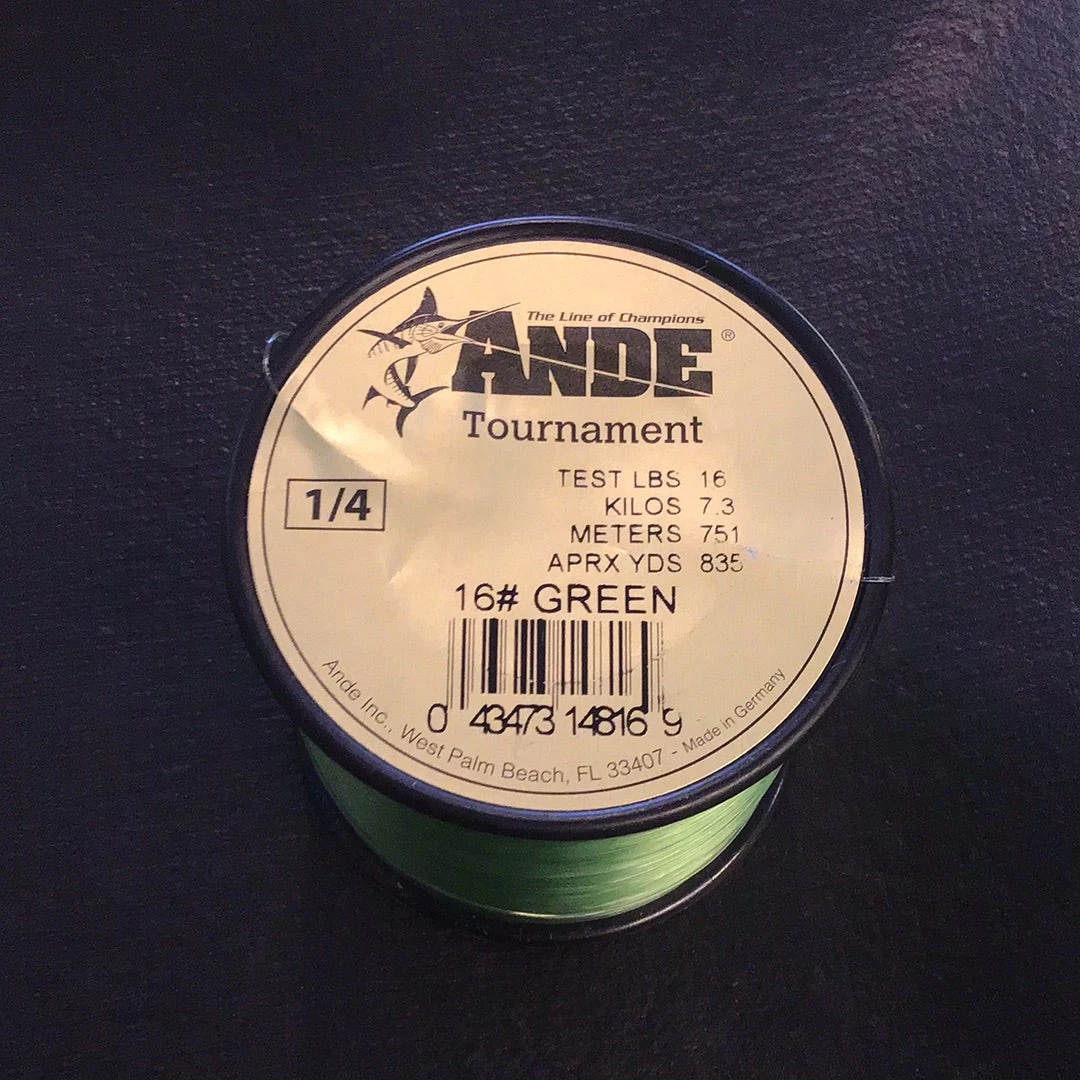 The Line of Champions
ANDE®
Tournament
1/4
TEST LBS 16
KILOS 7.3
METERS 751
APRX YDS 835
16# GREEN
0 43473 14816 9
Ande Inc., West Palm Beach, FL 33407 - Made in Germany